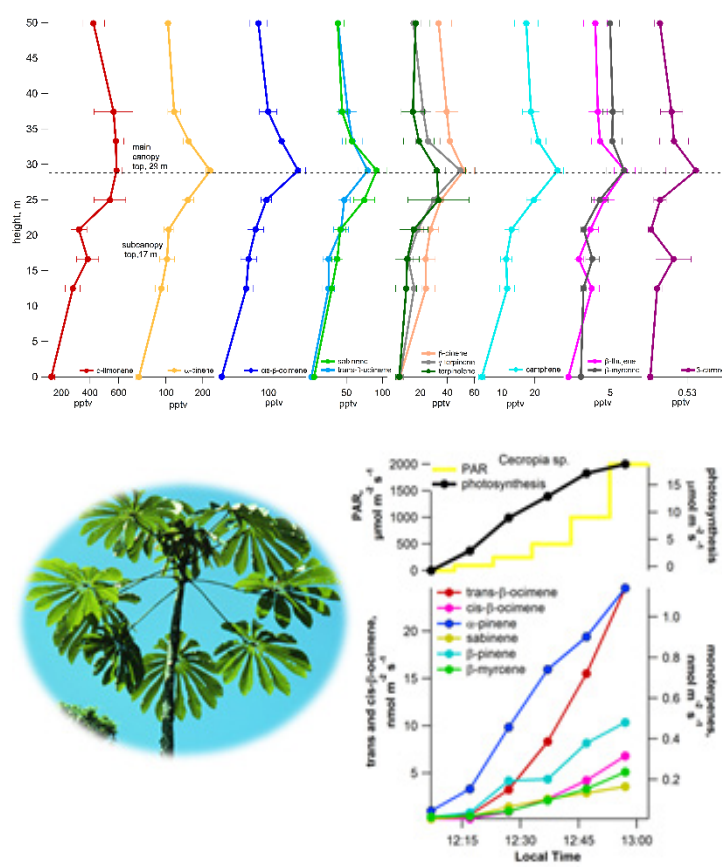 50
45
40
35
30
25
20
15
10
5
0
height, m
main
canopy
top, 29 m
subcanopy
top, 17 m
d-limonene
α-pinene
cis-β-ocimene
sabinene
trans-β-ocimene
β-pinene
γ-terpinene
terpinolene
camphene
β-myrcene
200 400 600
pptv
100 200
pptv
100
pptv
0 50 100
pptv
20 40 60
pptv
10 20
pptv
5
pptv
0.53
pptv
Cecropia sp.
PAR
photosynthesis
2000
1500
1000
500
0
PAR,
μmol m⁻² s⁻¹
15
10
5
0
photosynthesis
μmol m⁻² s⁻¹
trans-β-ocimene
cis-β-ocimene
α-pinene
sabinene
β-pinene
β-myrcene
20
15
10
5
trans and cis-β-ocimene,
nmol m⁻² s⁻¹
1.0
0.8
0.6
0.4
0.2
monoterpenes,
nmol m⁻² s⁻¹
12:15 12:30 12:45 13:00
Local Time